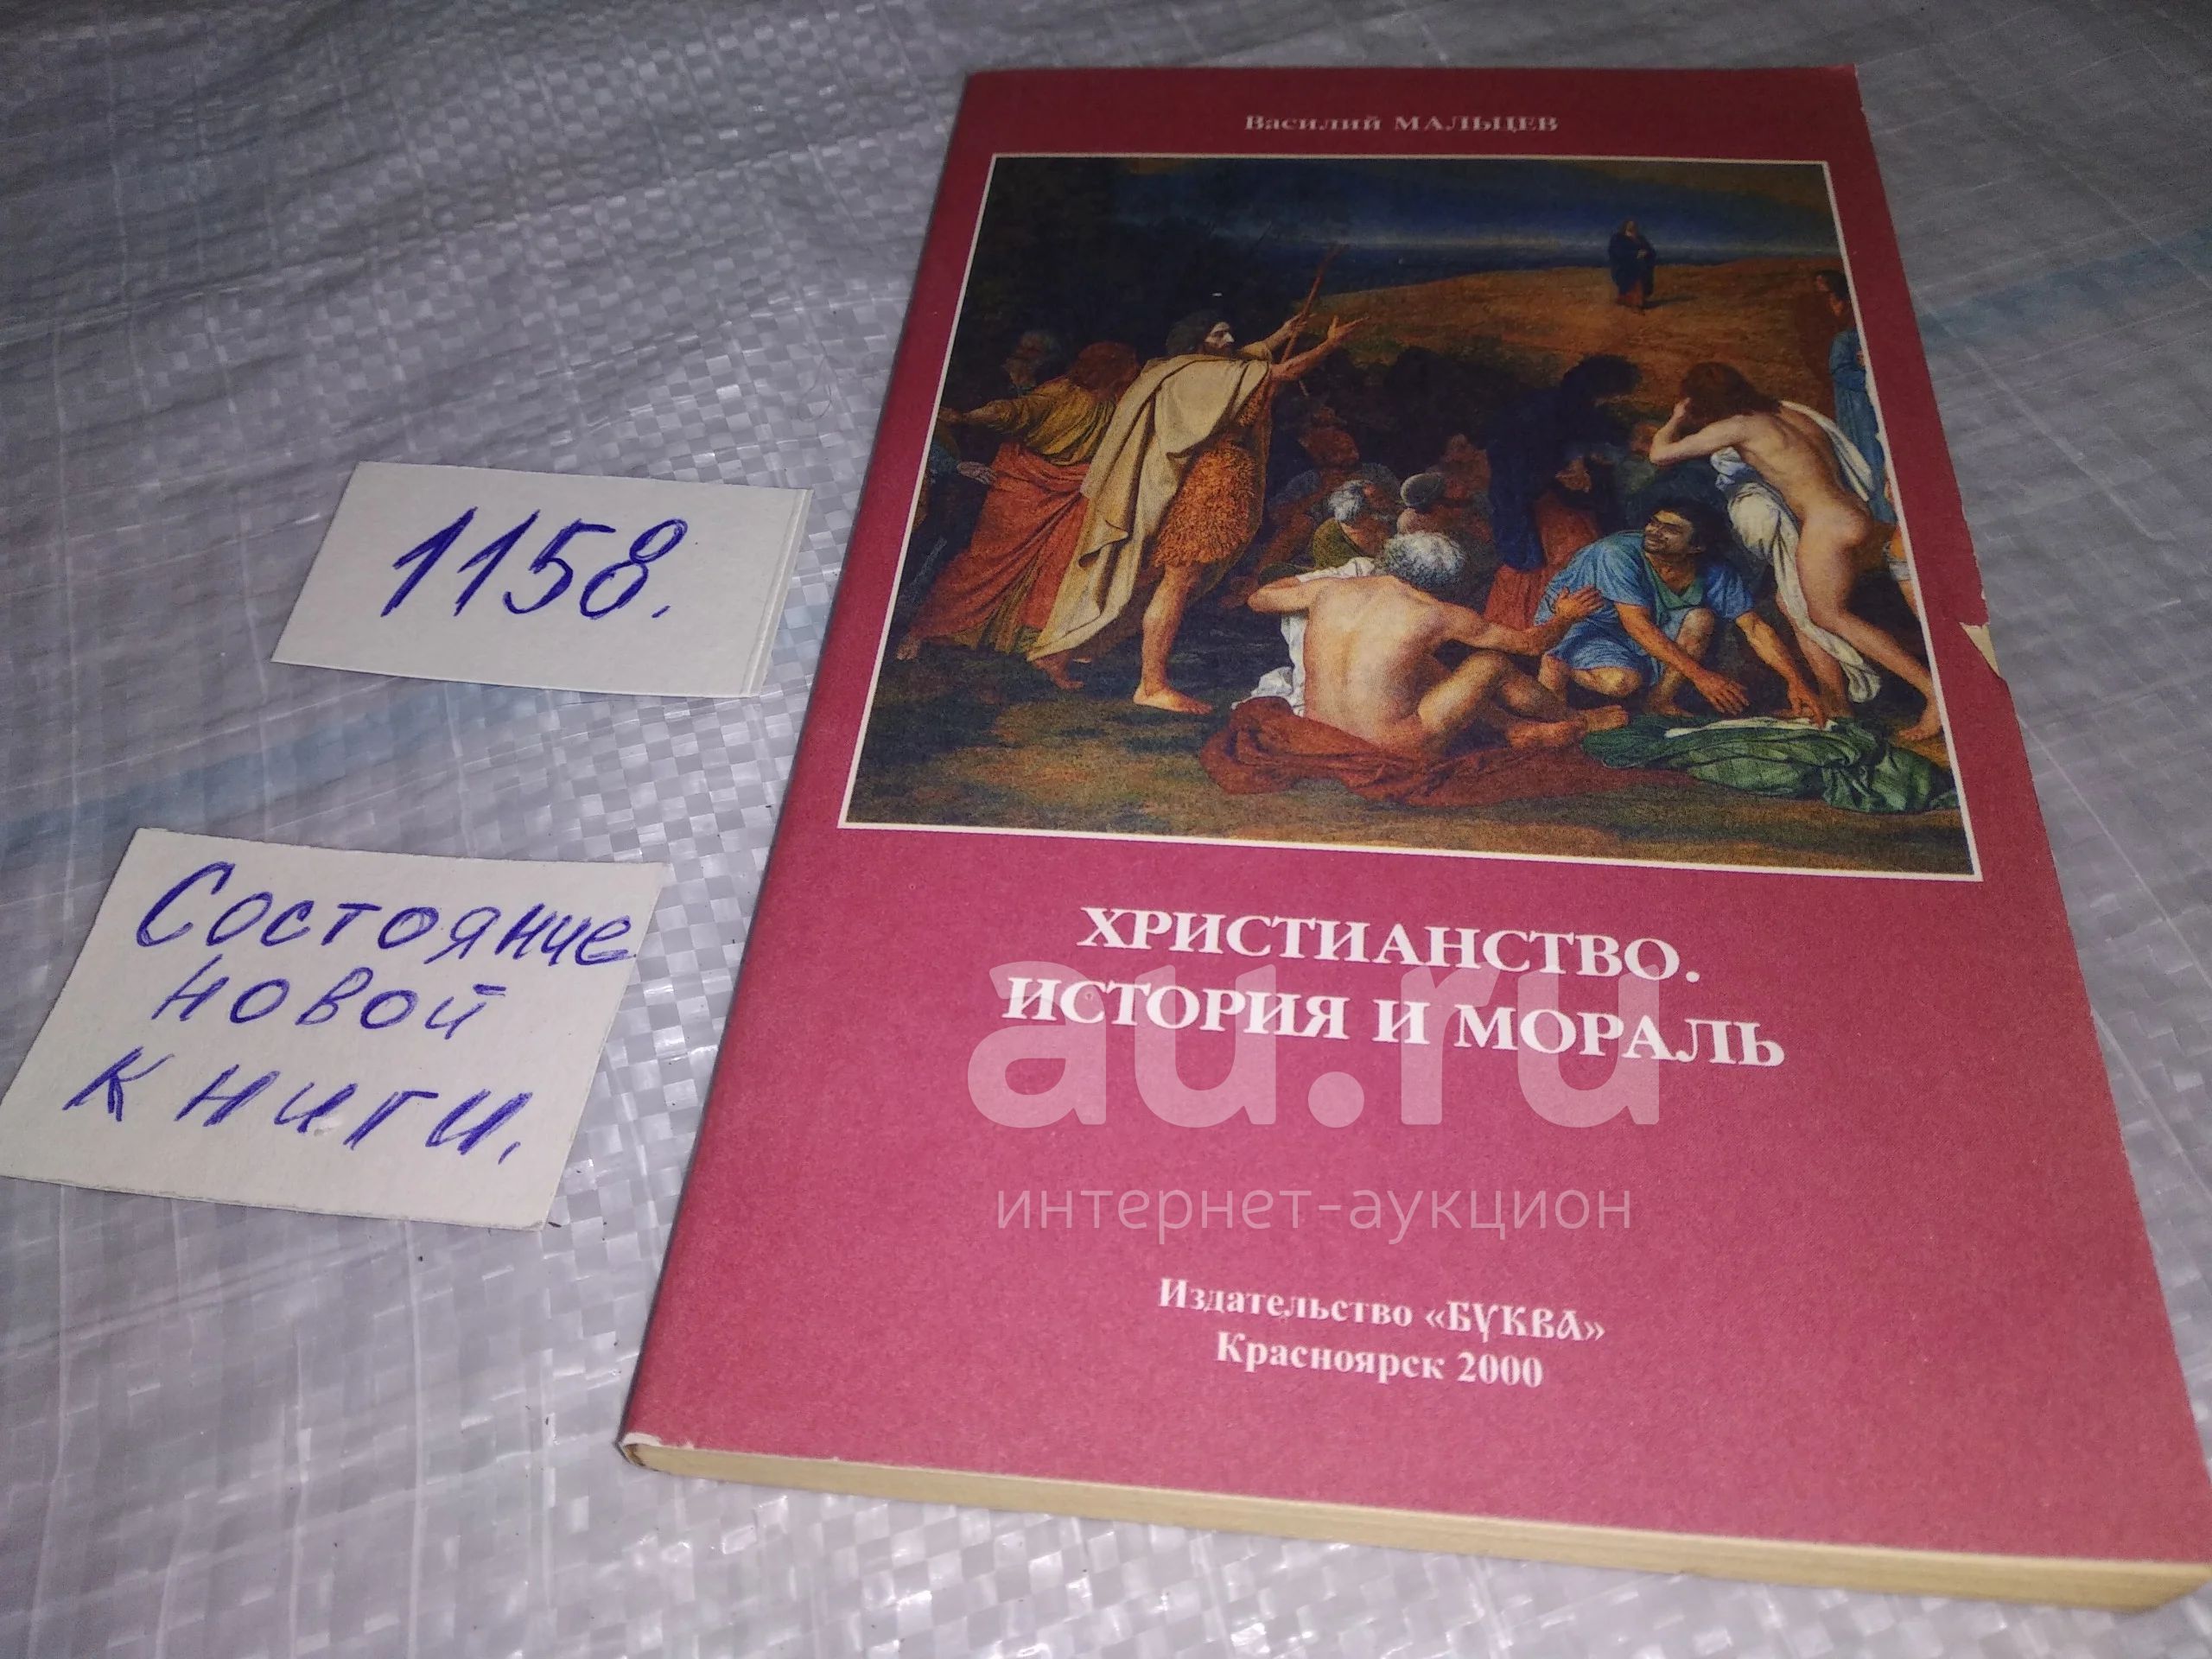 Василий МАЛЬЦЕВ
1158.
Состояние
новой
книги.
ХРИСТИАНСТВО.
ИСТОРИЯ И МОРАЛЬ
au.ru
интернет-аукцион
Издательство «БУКВА»
Красноярск 2000